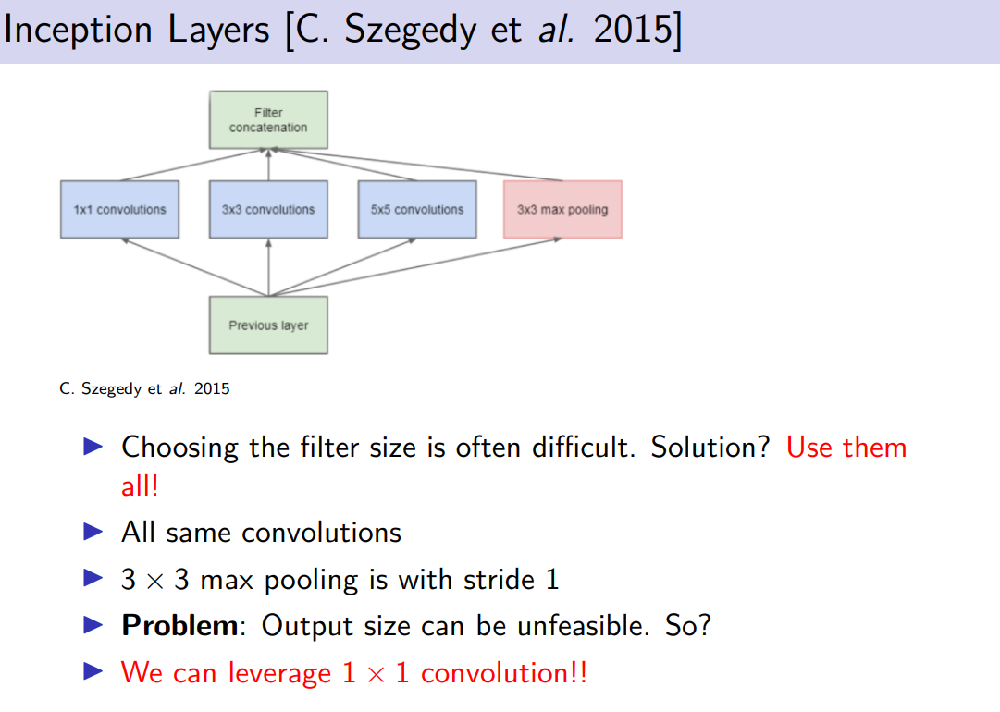 Inception Layers [C. Szegedy et al. 2015]
Filter
concatenation
1x1 convolutions
3x3 convolutions
5x5 convolutions
3x3 max pooling
Previous layer
C. Szegedy et al. 2015
▶ Choosing the filter size is often difficult. Solution? Use them
all!
▶ All same convolutions
▶ 3 × 3 max pooling is with stride 1
▶ Problem: Output size can be unfeasible. So?
▶ We can leverage 1 × 1 convolution!!